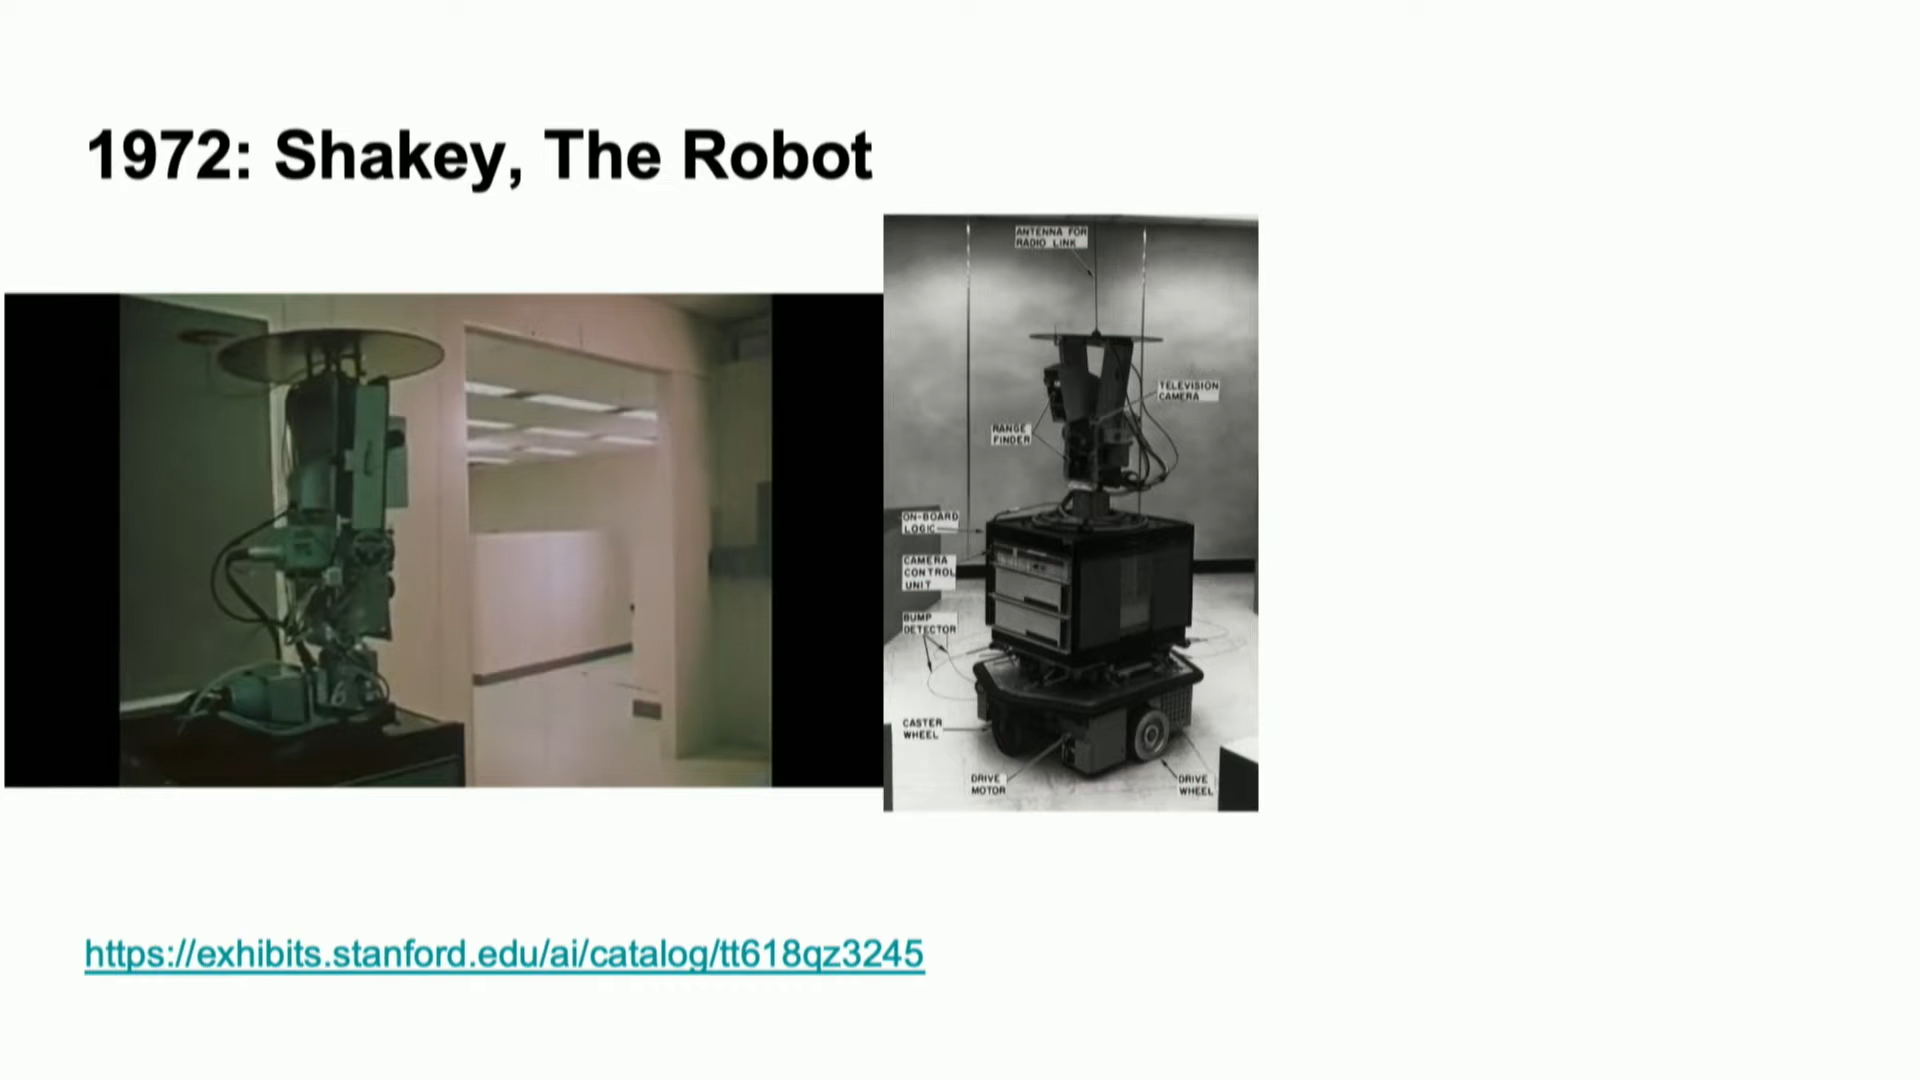 1972: Shakey, The Robot
ANTENNA FOR
RADIO LINK
TELEVISION
CAMERA
RANGE
FINDER
ON-BOARD
LOGIC
CAMERA
CONTROL
UNIT
BUMP
DETECTOR
CASTER
WHEEL
DRIVE
MOTOR
DRIVE
WHEEL
https://exhibits.stanford.edu/ai/catalog/tt618qz3245